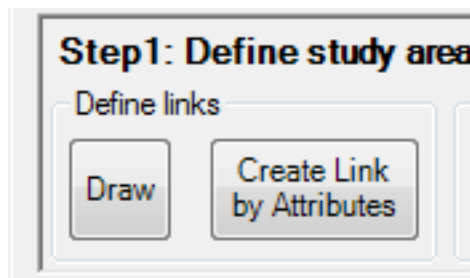 Step1: Define study area
Define links
Draw
Create Link
by Attributes